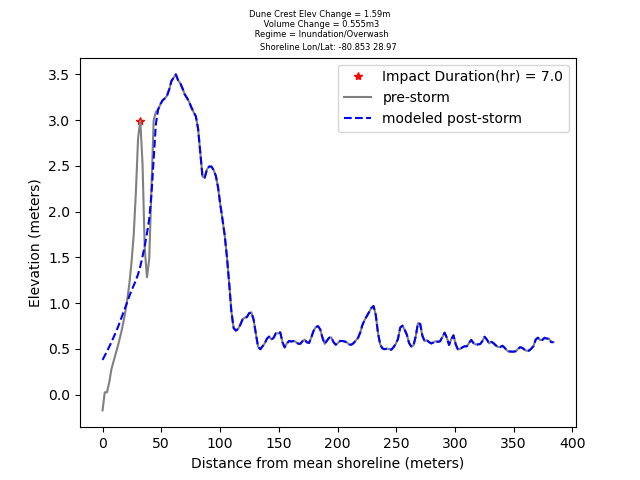 Dune Crest Elev Change = 1.59m
Volume Change = 0.555m3
Regime = Inundation/Overwash
Shoreline Lon/Lat: -80.853 28.97
Impact Duration(hr) = 7.0
pre-storm
modeled post-storm
Elevation (meters)
3.5
3.0
2.5
2.0
1.5
1.0
0.5
0.0
0 50 100 150 200 250 300 350 400
Distance from mean shoreline (meters)